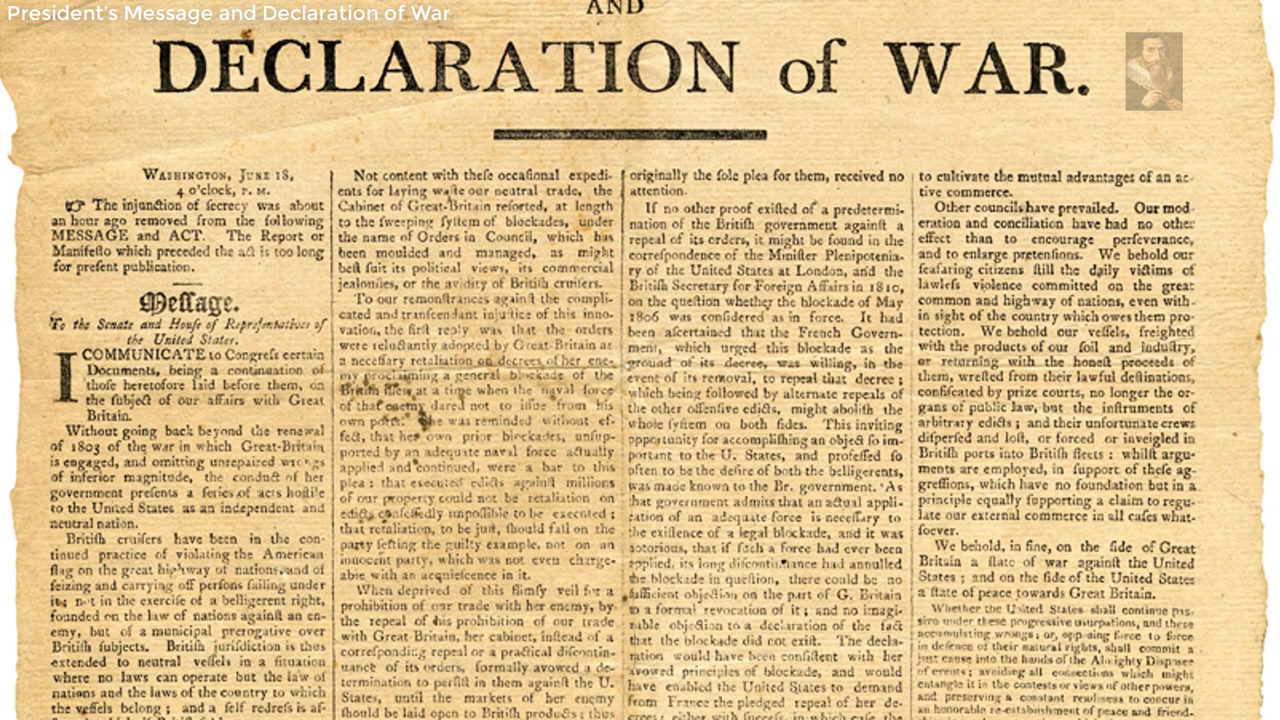 President's Message and Declaration of War
AND
DECLARATION of WAR.
WASHINGTON, JUNE 18,
4 o'clock, P. M.
☞ The injunction of ſecrecy was about
an hour ago removed from the following
MESSAGE and ACT. The Report or
Manifeſto which preceded the act is too long
for preſent publication.
Meſſage.
To the Senate and Houſe of Repreſentatives of
the United States.
I COMMUNICATE to Congreſs certain
Documents, being a continuation of
thoſe heretofore laid before them, on
the ſubject of our affairs with Great
Britain.
Without going back beyond the renewal
of 1803 of the war in which Great-Britain
is engaged, and omitting unrepaired wrongs
of inferior magnitude, the conduct of her
government preſents a ſeries of acts hoſtile
to the United States as an independent and
neutral nation.
Britiſh cruiſers have been in the con-
tinued practice of violating the American
flag on the great highway of nations, and of
ſeizing and carrying off perſons ſailing under
it; not in the exerciſe of a belligerent right,
founded on the law of nations againſt an en-
emy, but of a municipal prerogative over
Britiſh ſubjects. Britiſh juriſdiction is thus
extended to neutral veſſels in a ſituation
where no laws can operate but the law of
nations and the laws of the country to which
the veſſels belong; and a ſelf redreſs is aſ-
Not content with theſe occaſional expedi-
ents for laying waſte our neutral trade, the
Cabinet of Great-Britain reſorted, at length
to the ſweeping ſyſtem of blockades, under
the name of Orders in Council, which has
been moulded and managed, as might
beſt ſuit its political views, its commercial
jealouſies, or the avidity of Britiſh cruiſers.
To our remonſtrances againſt the compli-
cated and tranſcendant injuſtice of this inno-
vation, the firſt reply was that the orders
were reluctantly adopted by Great-Britain as
a neceſſary retaliation on decrees of her ene-
my proclaiming a general blockade of the
Britiſh Iſles, at a time when the naval force
of that enemy dared not to iſſue from his
own ports. She was reminded without ef-
fect, that her own prior blockades, unſup-
ported by an adequate naval force actually
applied and continued, were a bar to this
plea: that executed edicts againſt millions
of our property could not be retaliation on
edicts, confeſſedly impoſſible to be executed;
that retaliation, to be juſt, ſhould fall on the
party ſetting the guilty example, not on an
innocent party, which was not even charge-
able with an acquieſcence in it.
When deprived of this flimſy veil for a
prohibition of our trade with her enemy, by
the repeal of his prohibition of our trade
with Great-Britain, her cabinet, inſtead of a
correſponding repeal or a practical diſcontin-
uance of its orders, formally avowed a de-
termination to perſiſt in them againſt the U.
States, until the markets of her enemy
ſhould be laid open to Britiſh products; thus
originally the ſole plea for them, received no
attention.
If no other proof exiſted of a predetermi-
nation of the Britiſh government againſt a
repeal of its orders, it might be found in the
correſpondence of the Miniſter Plenipotenia-
ry of the United States at London, and the
Britiſh Secretary for Foreign Affairs in 1810,
on the queſtion whether the blockade of May
1806 was conſidered as in force. It had
been aſcertained that the French Govern-
ment, which urged this blockade as the
ground of its decree, was willing, in the
event of its removal, to repeal that decree;
which being followed by alternate repeals of
the other offenſive edicts, might aboliſh the
whole ſyſtem on both ſides. This inviting
opportunity for accompliſhing an object ſo im-
portant to the U. States, and profeſſed ſo
often to be the deſire of both the belligerents,
was made known to the Br. government. As
that government admits that an actual appli-
cation of an adequate force is neceſſary to
the exiſtence of a legal blockade, and it was
notorious, that if ſuch a force had ever been
applied, its long diſcontinuance had annulled
the blockade in queſtion, there could be no
ſufficient objection on the part of G. Britain
to a formal revocation of it; and no imagi-
nable objection to a declaration of the fact
that the blockade did not exiſt. The decla-
ration would have been conſiſtent with her
avowed principles of blockade, and would
have enabled the United States to demand
from France the pledged repeal of her de-
crees; either with ſucceſs, in which caſe the
to cultivate the mutual advantages of an ac-
tive commerce.
Other councils have prevailed. Our mod-
eration and conciliation have had no other
effect than to encourage perſeverance,
and to enlarge pretenſions. We behold our
ſeafaring citizens ſtill the daily victims of
lawleſs violence committed on the great
common and highway of nations, even with-
in ſight of the country which owes them pro-
tection. We behold our veſſels, freighted
with the products of our ſoil and induſtry,
or returning with the honeſt proceeds of
them, wreſted from their lawful deſtinations,
confiſcated by prize courts, no longer the or-
gans of public law, but the inſtruments of
arbitrary edicts; and their unfortunate crews
diſperſed and loſt, or forced or inveigled in
Britiſh ports into Britiſh fleets: whilſt argu-
ments are employed, in ſupport of theſe ag-
greſſions, which have no foundation but in a
principle equally ſupporting a claim to regu-
late our external commerce in all caſes what-
ſoever.
We behold, in fine, on the ſide of Great
Britain a ſtate of war againſt the United
States; and on the ſide of the United States
a ſtate of peace towards Great Britain.
Whether the United States ſhall continue paſ-
ſive under theſe progreſſive uſurpations, and theſe
accumulating wrongs; or, oppoſing force to force
in defence of their natural rights, ſhall commit a
juſt cauſe into the hands of the Almighty Diſpoſer
of events; avoiding all connections which might
entangle it in the conteſts or views of other powers,
and preſerving a conſtant readineſs to concur in
an honorable re-eſtabliſhment of peace and friend-